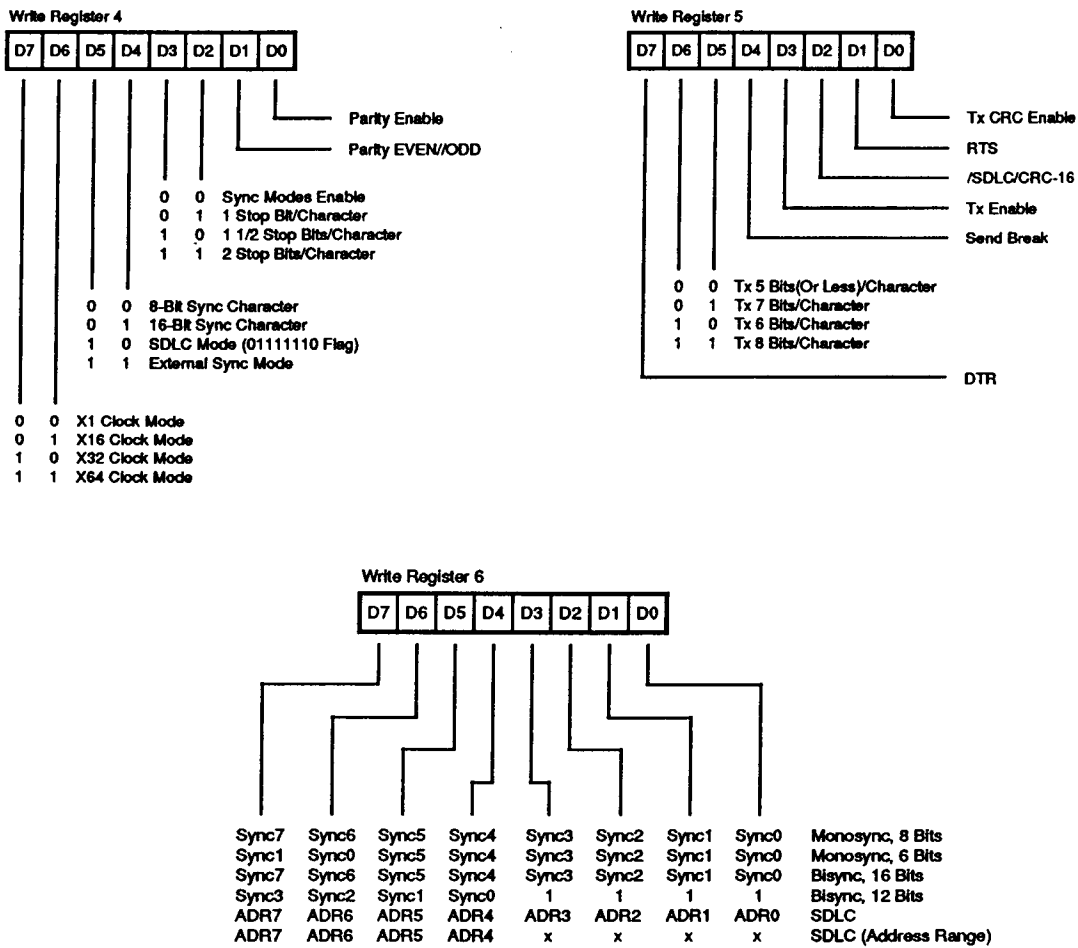 Write Register 4
D7 D6 D5 D4 D3 D2 D1 D0
Parity Enable
Parity EVEN//ODD
0 0 Sync Modes Enable
0 1 1 Stop Bit/Character
1 0 1 1/2 Stop Bits/Character
1 1 2 Stop Bits/Character
0 0 8-Bit Sync Character
0 1 16-Bit Sync Character
1 0 SDLC Mode (01111110 Flag)
1 1 External Sync Mode
0 0 X1 Clock Mode
0 1 X16 Clock Mode
1 0 X32 Clock Mode
1 1 X64 Clock Mode
Write Register 5
D7 D6 D5 D4 D3 D2 D1 D0
Tx CRC Enable
RTS
/SDLC/CRC-16
Tx Enable
Send Break
0 0 Tx 5 Bits(Or Less)/Character
0 1 Tx 7 Bits/Character
1 0 Tx 6 Bits/Character
1 1 Tx 8 Bits/Character
DTR
Write Register 6
D7 D6 D5 D4 D3 D2 D1 D0
Sync7 Sync6 Sync5 Sync4 Sync3 Sync2 Sync1 Sync0 Monosync, 8 Bits
Sync1 Sync0 Sync5 Sync4 Sync3 Sync2 Sync1 Sync0 Monosync, 6 Bits
Sync7 Sync6 Sync5 Sync4 Sync3 Sync2 Sync1 Sync0 Bisync, 16 Bits
Sync3 Sync2 Sync1 Sync0 1 1 1 1 Bisync, 12 Bits
ADR7 ADR6 ADR5 ADR4 ADR3 ADR2 ADR1 ADR0 SDLC
ADR7 ADR6 ADR5 ADR4 x x x x SDLC (Address Range)